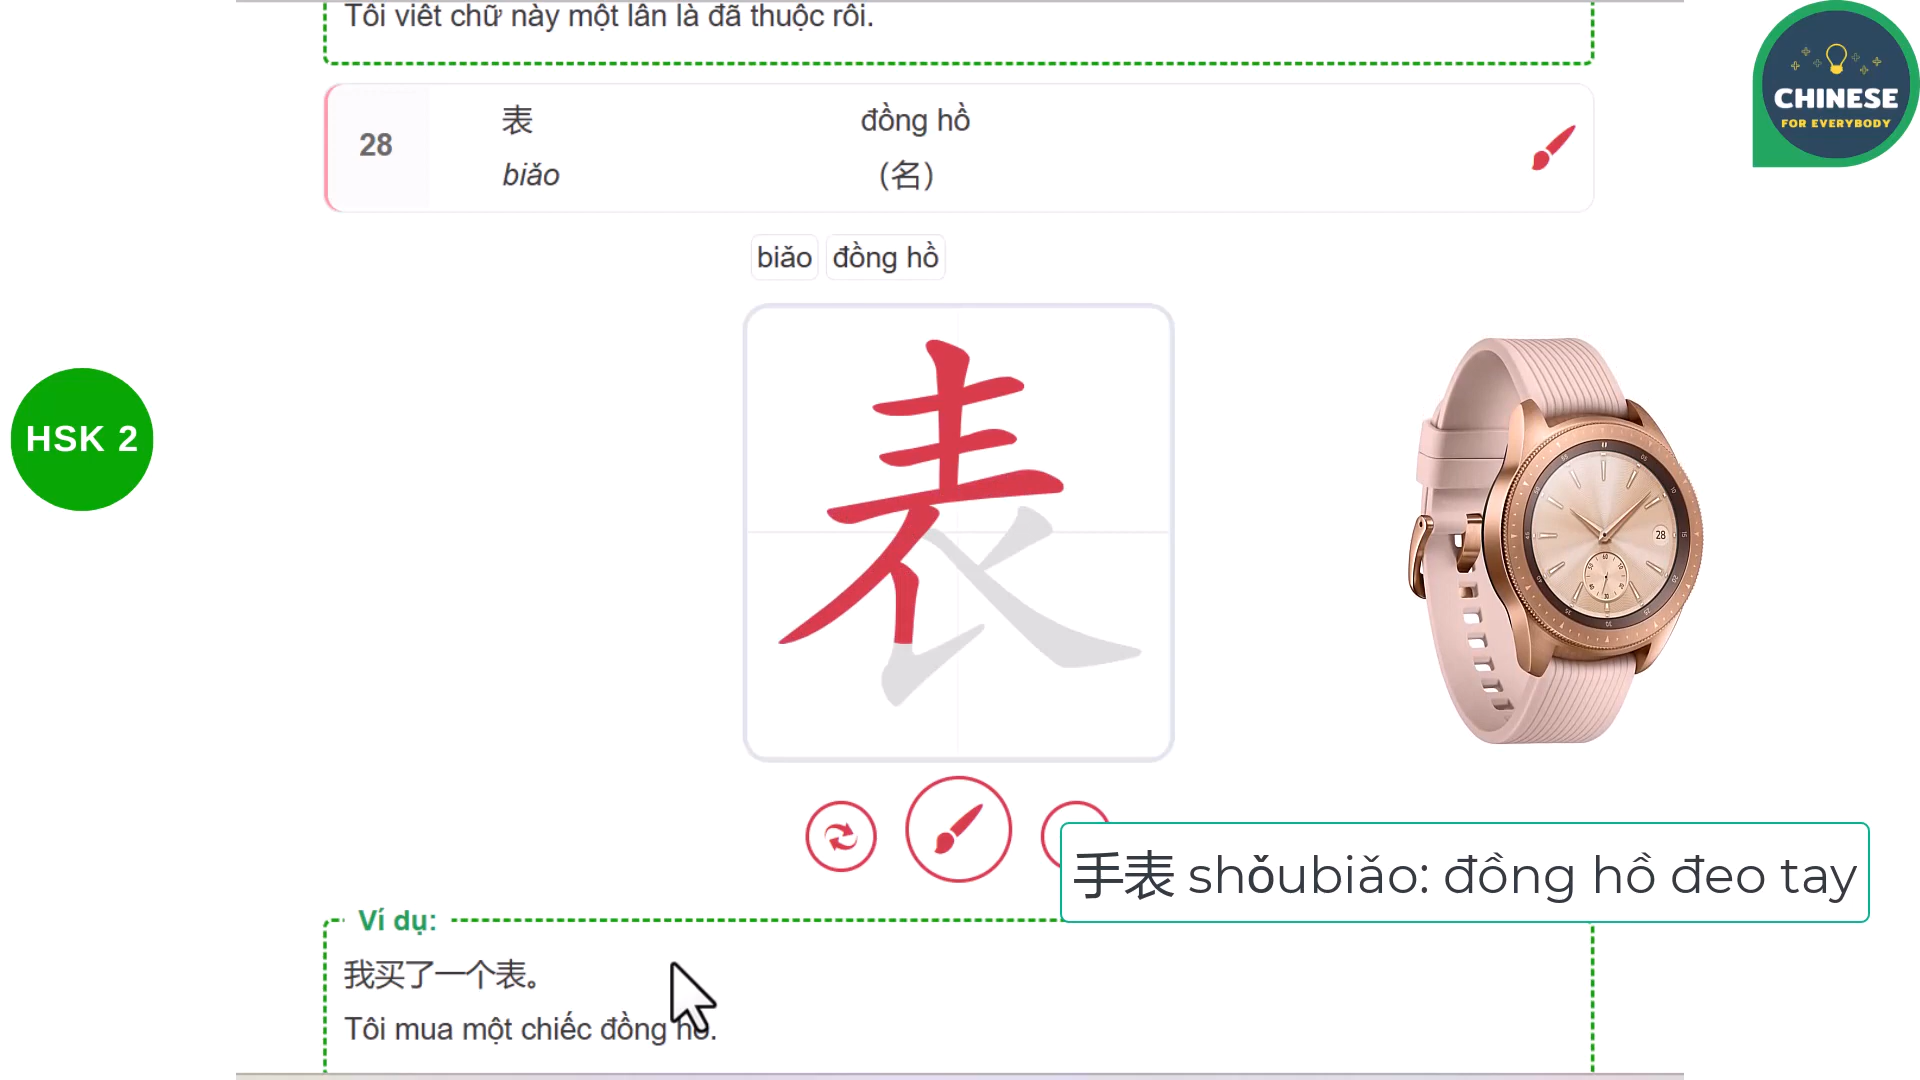 Tôi viết chữ này một lần là đã thuộc rồi.
CHINESE
FOR EVERYBODY
28
表
đồng hồ
biǎo
(名)
biǎo
đồng hồ
表
HSK 2
28
手表 shǒubiǎo: đồng hồ đeo tay
Ví dụ:
我买了一个表。
Tôi mua một chiếc đồng hồ.